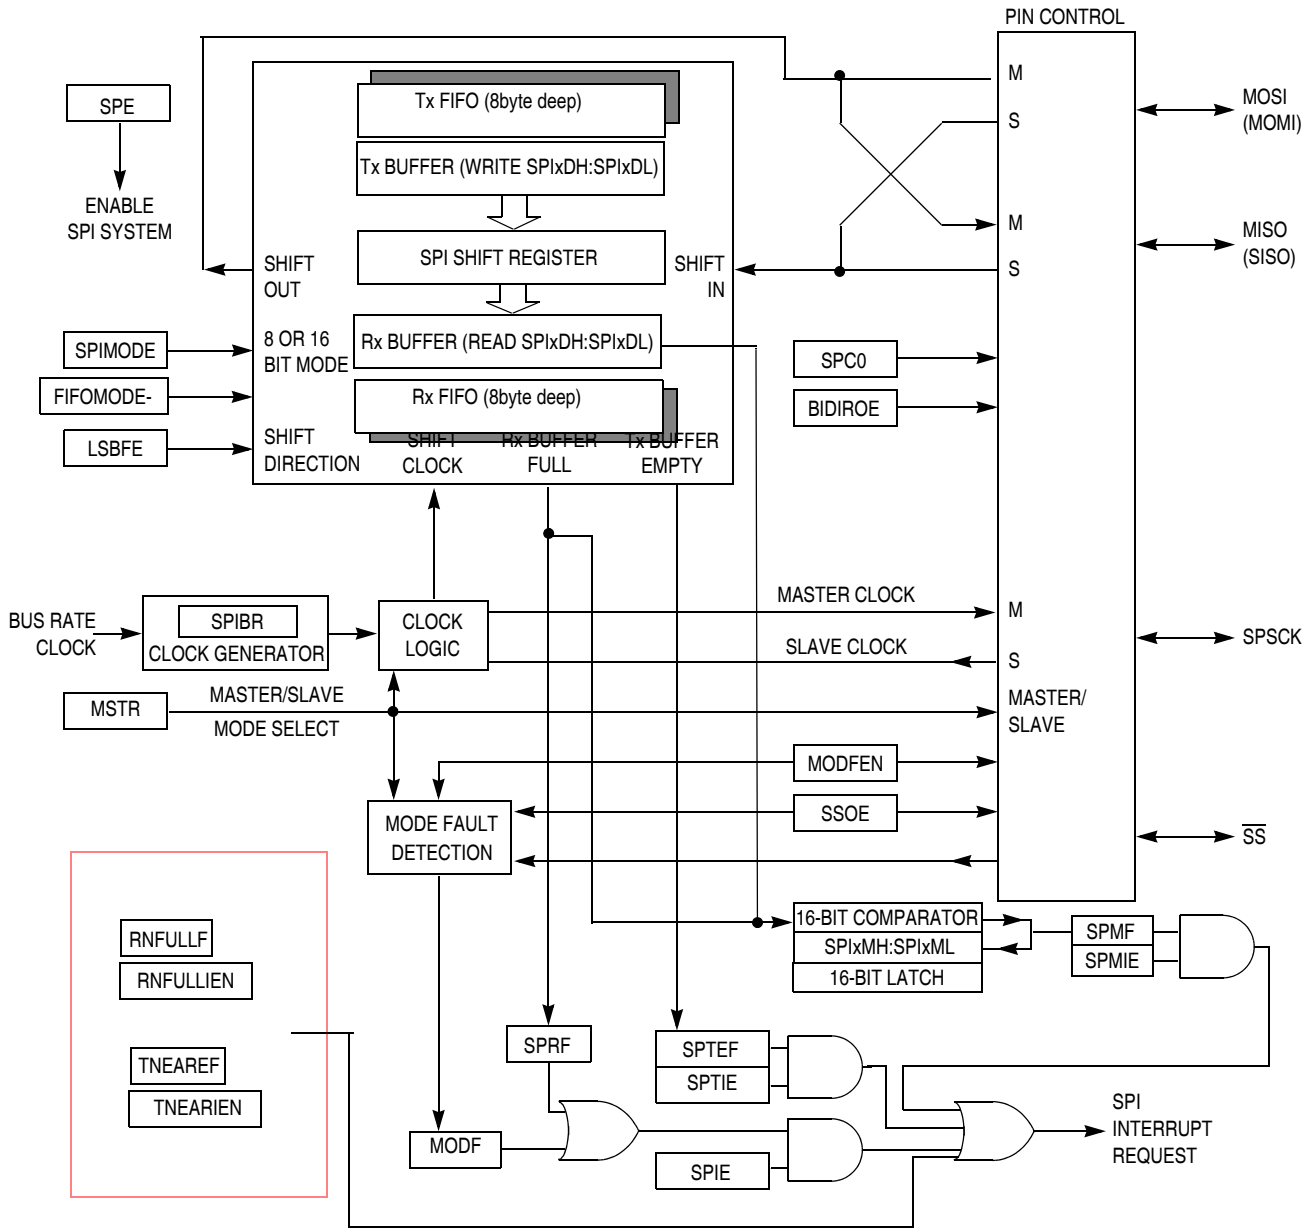 PIN CONTROL
M
S
M
S
MOSI
(MOMI)
MISO
(SISO)
SPE
ENABLE
SPI SYSTEM
Tx FIFO (8byte deep)
Tx BUFFER (WRITE SPIxDH:SPIxDL)
SPI SHIFT REGISTER
SHIFT
OUT
SHIFT
IN
8 OR 16
BIT MODE
Rx BUFFER (READ SPIxDH:SPIxDL)
Rx FIFO (8byte deep)
SPIMODE
FIFOMODE-
LSBFE
SHIFT
DIRECTION
SHIFT
CLOCK
Rx BUFFER
FULL
Tx BUFFER
EMPTY
SPC0
BIDIROE
BUS RATE
CLOCK
SPIBR
CLOCK GENERATOR
CLOCK
LOGIC
MASTER CLOCK
M
SLAVE CLOCK
S
SPSCK
MSTR
MASTER/SLAVE
MODE SELECT
MASTER/
SLAVE
MODFEN
SSOE
MODE FAULT
DETECTION
SS
16-BIT COMPARATOR
SPIxMH:SPIxML
16-BIT LATCH
SPMF
SPMIE
RNFULLF
RNFULLIEN
TNEAREF
TNEARIEN
SPRF
SPTEF
SPTIE
MODF
SPIE
SPI
INTERRUPT
REQUEST